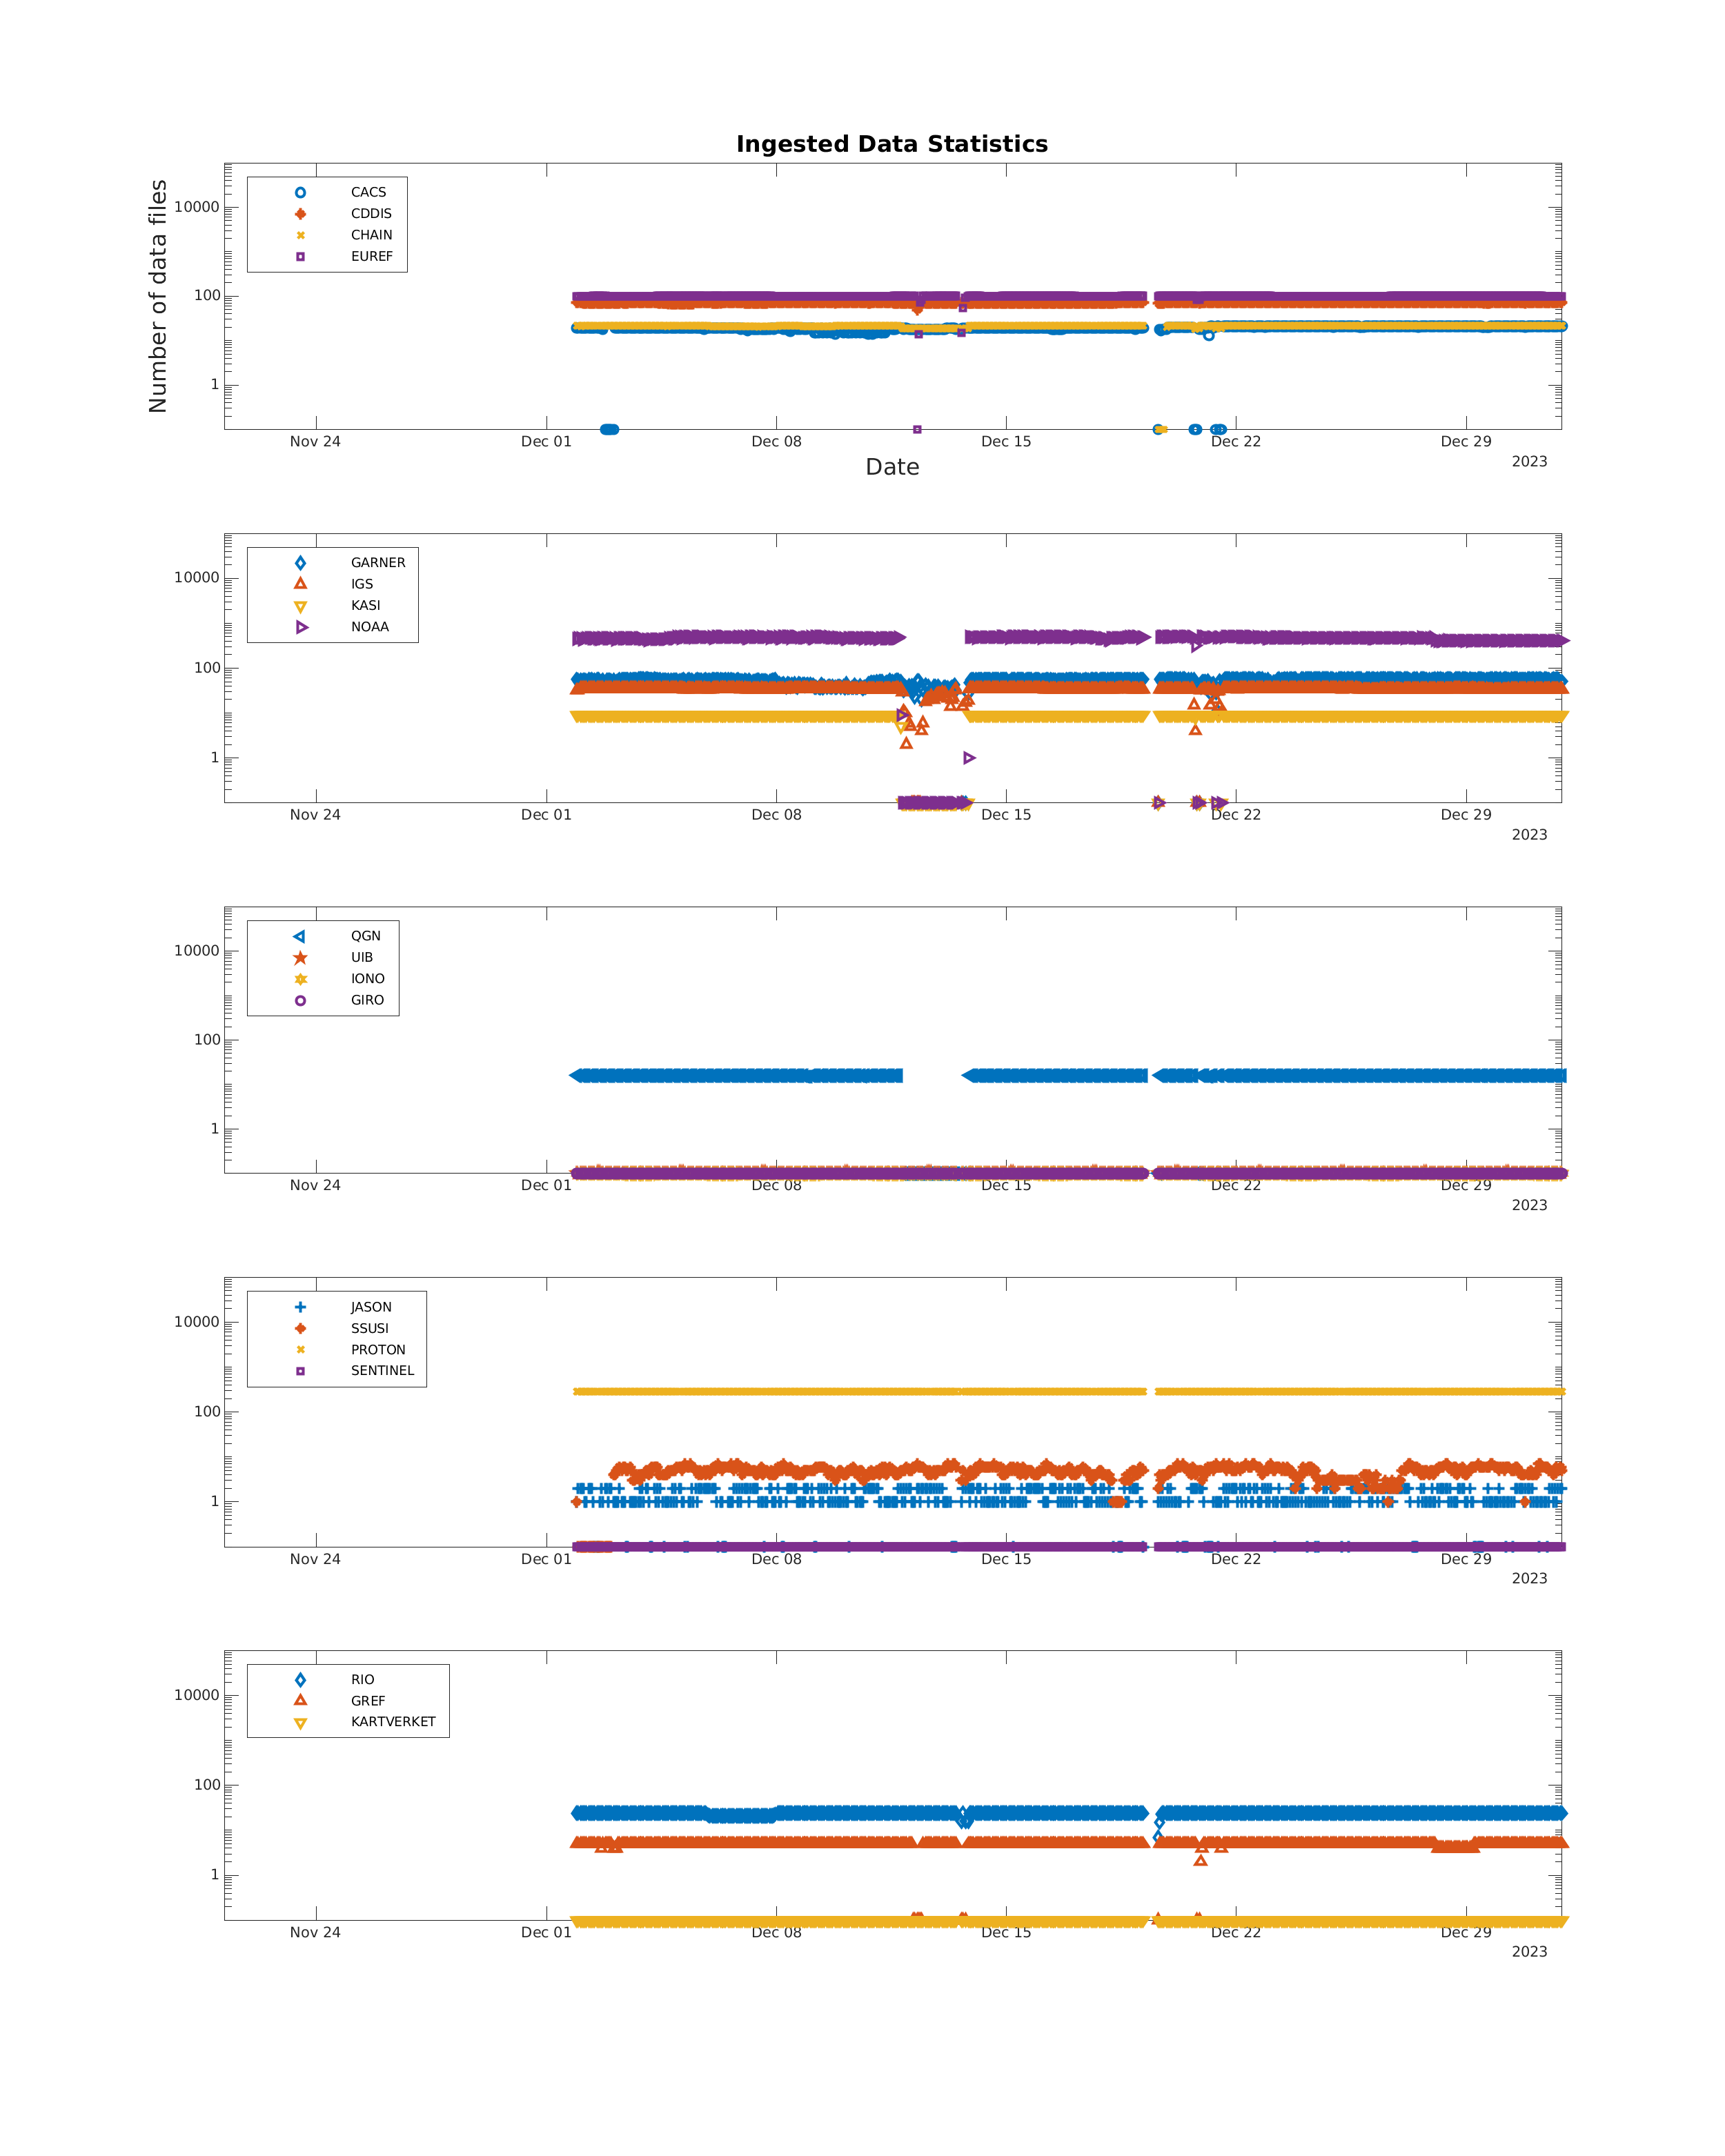 Ingested Data Statistics
Number of data files
10000
100
1
CACS
CDDIS
CHAIN
EUREF
Nov 24 Dec 01 Dec 08 Dec 15 Dec 22 Dec 29
2023
Date
10000
100
1
GARNER
IGS
KASI
NOAA
Nov 24 Dec 01 Dec 08 Dec 15 Dec 22 Dec 29
2023
10000
100
1
QGN
UIB
IONO
GIRO
Nov 24 Dec 01 Dec 08 Dec 15 Dec 22 Dec 29
2023
10000
100
1
JASON
SSUSI
PROTON
SENTINEL
Nov 24 Dec 01 Dec 08 Dec 15 Dec 22 Dec 29
2023
10000
100
1
RIO
GREF
KARTVERKET
Nov 24 Dec 01 Dec 08 Dec 15 Dec 22 Dec 29
2023